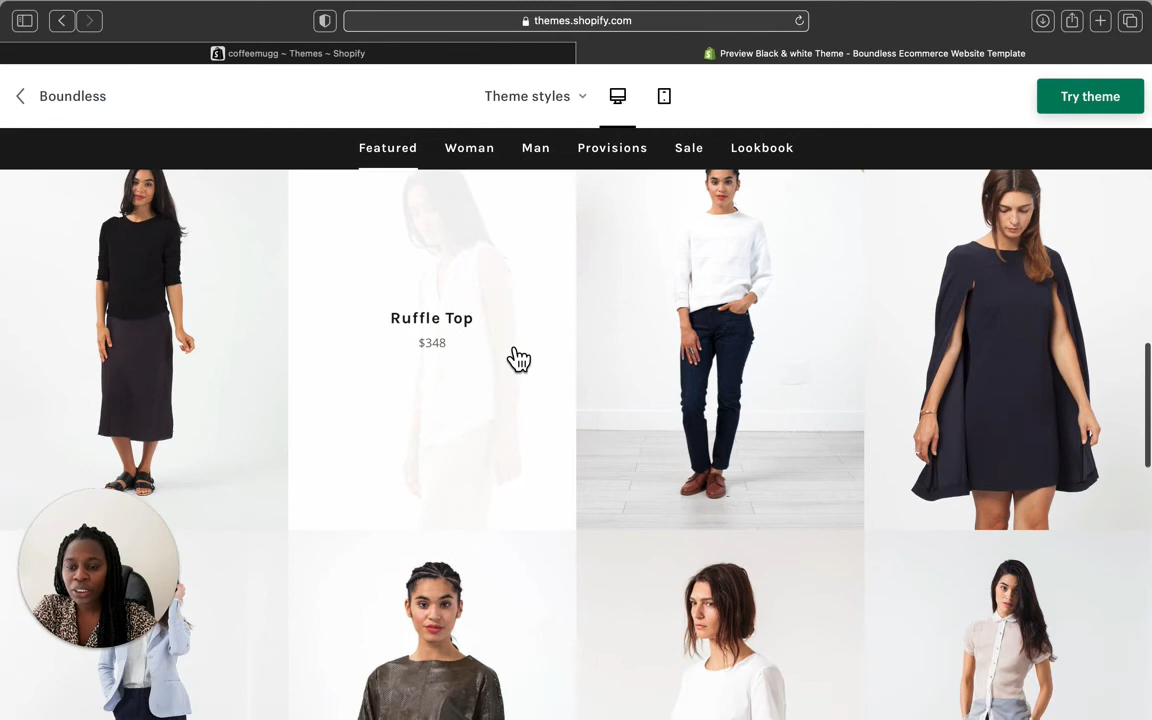 themes.shopify.com
coffeemugg ~ Themes ~ Shopify
Preview Black & white Theme - Boundless Ecommerce Website Template
Boundless
Theme styles
Try theme
Featured Woman Man Provisions Sale Lookbook
Ruffle Top
$348